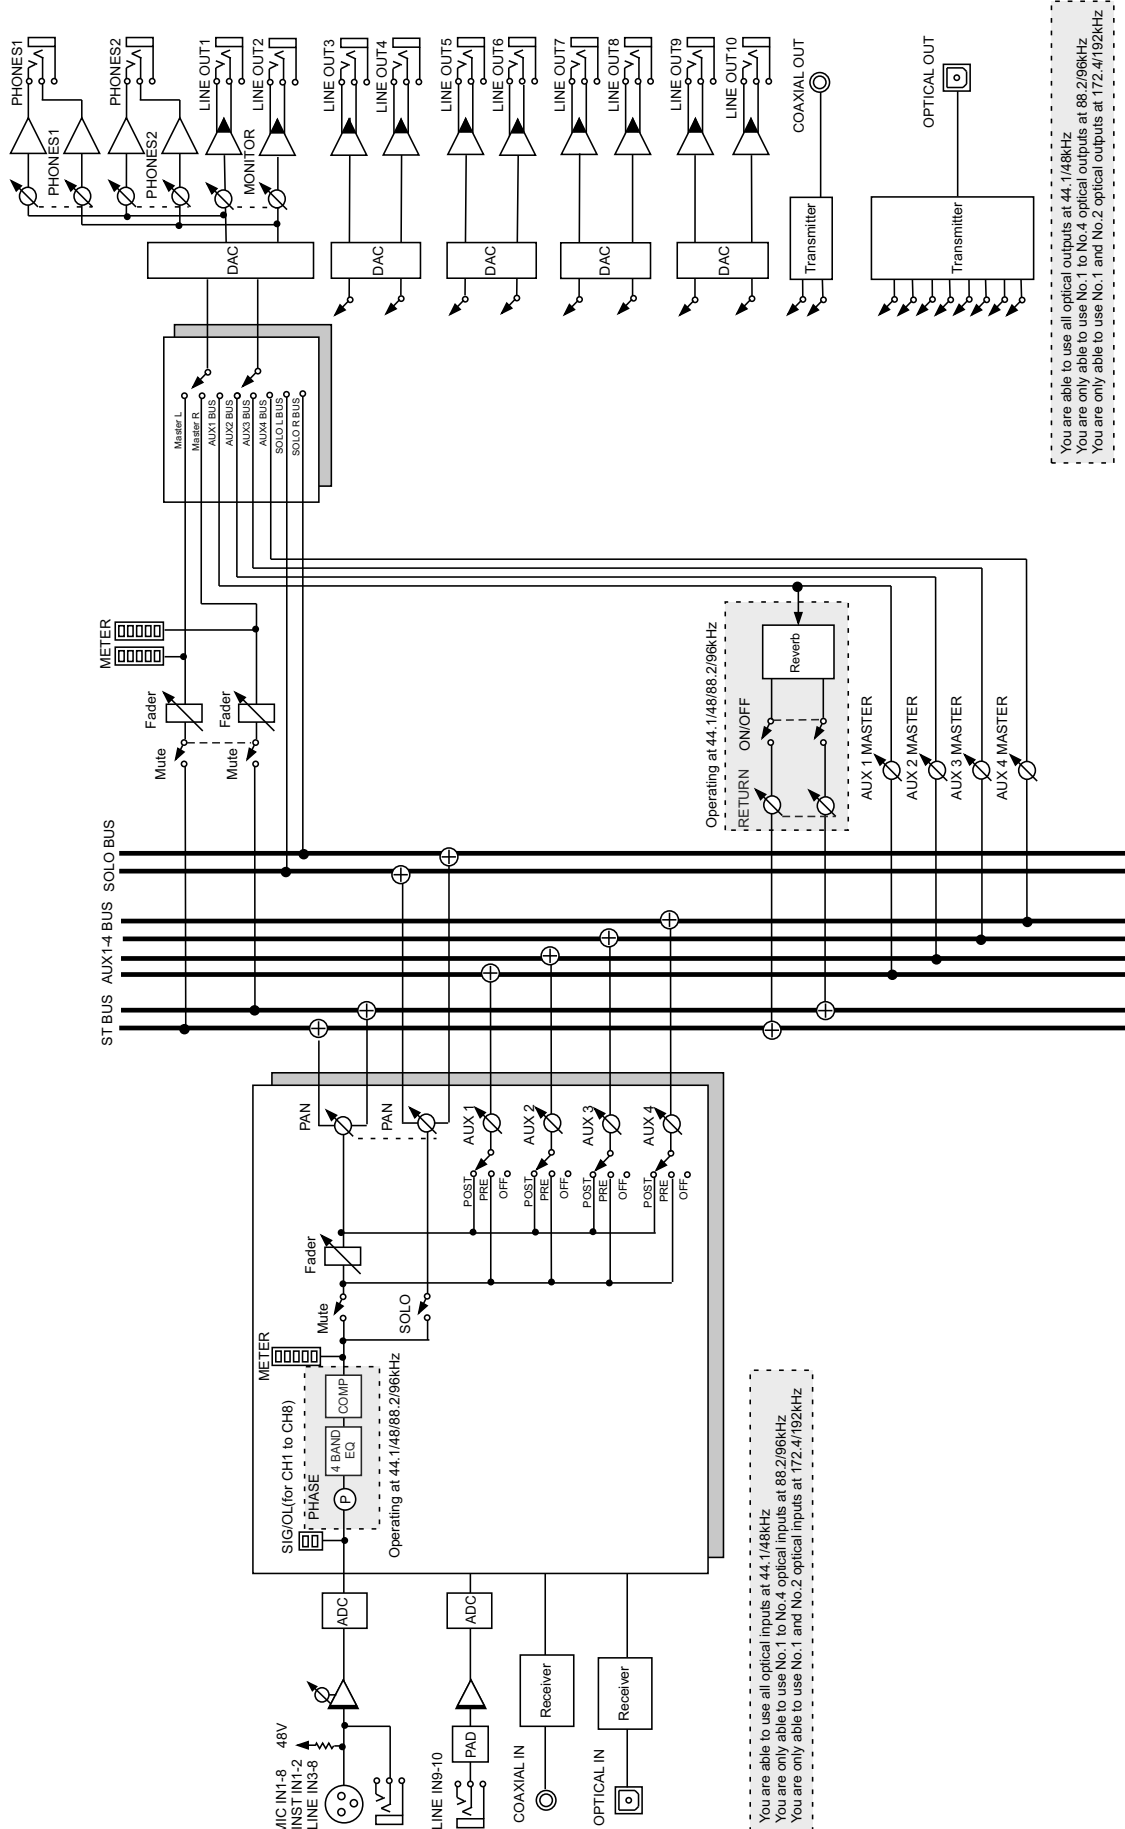 PHONES1
PHONES2
LINE OUT1
LINE OUT2
LINE OUT3
LINE OUT4
LINE OUT5
LINE OUT6
LINE OUT7
LINE OUT8
LINE OUT9
LINE OUT10
COAXIAL OUT
OPTICAL OUT
PHONES1
PHONES2
MONITOR
DAC
DAC
DAC
DAC
DAC
Transmitter
Transmitter
You are able to use all optical outputs at 44.1/48kHz
You are only able to use No.1 to No.4 optical outputs at 88.2/96kHz
You are only able to use No.1 and No.2 optical outputs at 172.4/192kHz
Master L
Master R
AUX1 BUS
AUX2 BUS
AUX3 BUS
AUX4 BUS
SOLO L BUS
SOLO R BUS
METER
Fader
Fader
Mute
Mute
Operating at 44.1/48/88.2/96kHz
Reverb
ON/OFF
RETURN
AUX 1 MASTER
AUX 2 MASTER
AUX 3 MASTER
AUX 4 MASTER
SOLO BUS
AUX1-4 BUS
ST BUS
PAN
PAN
AUX 1
AUX 2
AUX 3
AUX 4
POST
PRE
OFF
POST
PRE
OFF
POST
PRE
OFF
POST
PRE
OFF
Fader
Mute
SOLO
METER
SIG/OL(for CH1 to CH8)
PHASE
P
4 BAND
EQ
COMP
Operating at 44.1/48/88.2/96kHz
ADC
ADC
48V
MIC IN1-8
INST IN1-2
LINE IN3-8
LINE IN9-10
PAD
COAXIAL IN
Receiver
OPTICAL IN
Receiver
You are able to use all optical inputs at 44.1/48kHz
You are only able to use No.1 to No.4 optical inputs at 88.2/96kHz
You are only able to use No.1 and No.2 optical inputs at 172.4/192kHz